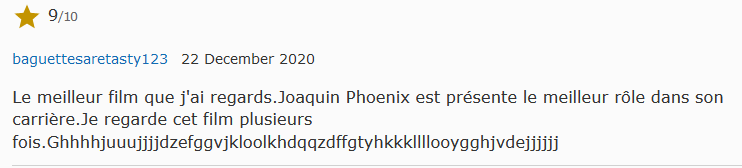 9/10
baguettesaretasty123 22 December 2020
Le meilleur film que j'ai regards.Joaquin Phoenix est présente le meilleur rôle dans son
carrière.Je regarde cet film plusieurs
fois.Ghhhhjuuujjjjdzefggvjkloolkhdqqzdffgtyhkkkllllooygghjvdejjjjjj